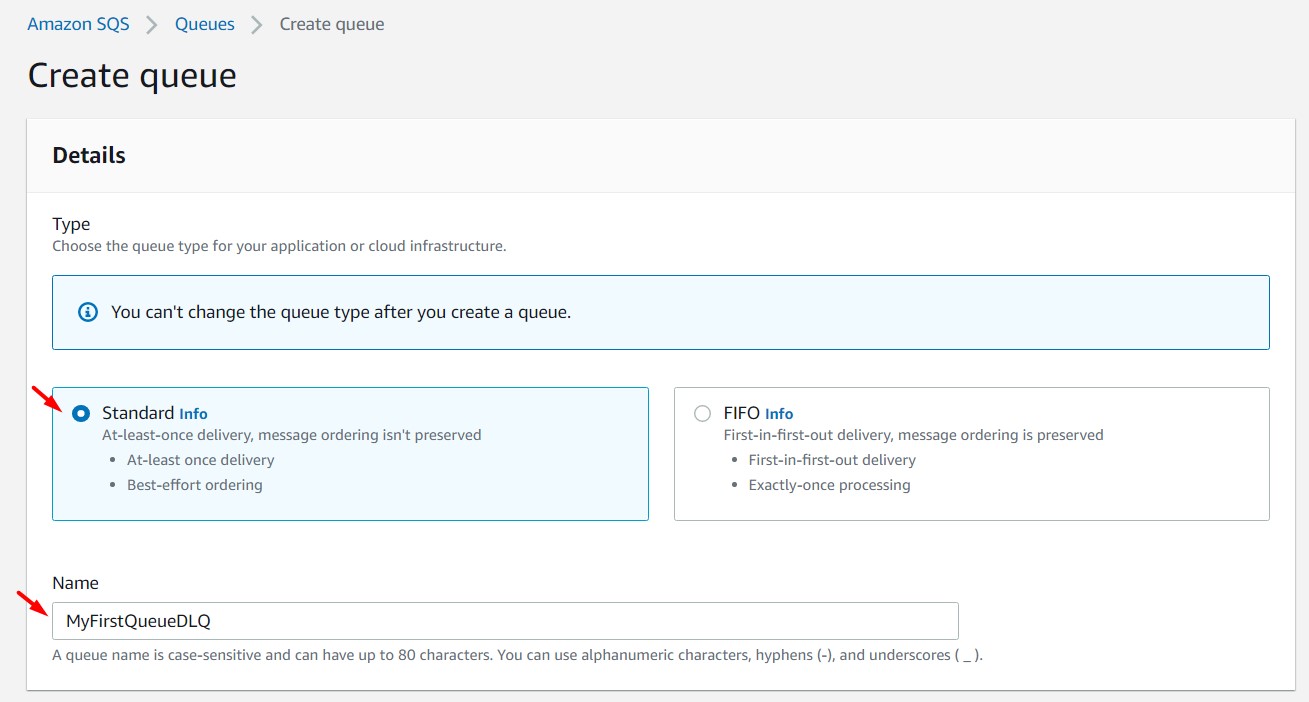 Amazon SQS > Queues > Create queue
Create queue
Details
Type
Choose the queue type for your application or cloud infrastructure.
You can't change the queue type after you create a queue.
Standard Info
At-least-once delivery, message ordering isn't preserved
• At-least once delivery
• Best-effort ordering
FIFO Info
First-in-first-out delivery, message ordering is preserved
• First-in-first-out delivery
• Exactly-once processing
Name
MyFirstQueueDLQ
A queue name is case-sensitive and can have up to 80 characters. You can use alphanumeric characters, hyphens (-), and underscores ( _ ).